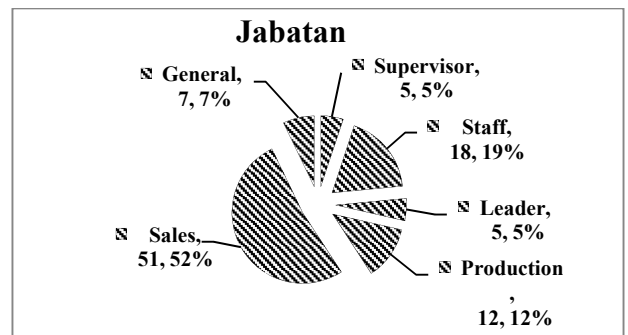 Jabatan
General,
7, 7%
Supervisor,
5, 5%
Staff,
18, 19%
Leader,
5, 5%
Production
,
12, 12%
Sales,
51, 52%